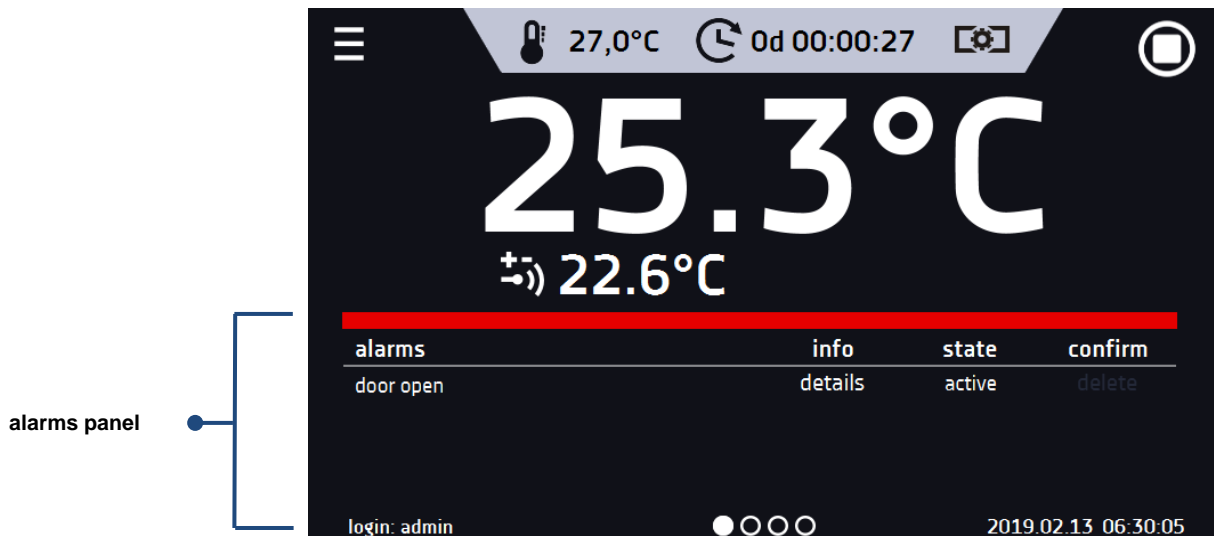 27,0°C 0d 00:00:27
25.3°C
22.6°C
alarms info state confirm
door open details active delete
alarms panel
login: admin 2019.02.13 06:30:05